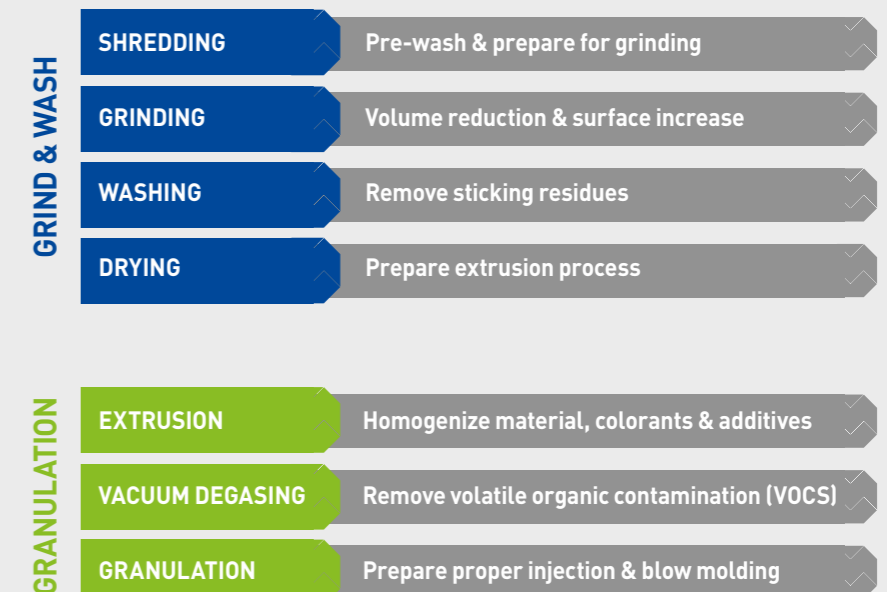 GRIND & WASH
SHREDDING
Pre-wash & prepare for grinding
GRINDING
Volume reduction & surface increase
WASHING
Remove sticking residues
DRYING
Prepare extrusion process
GRANULATION
EXTRUSION
Homogenize material, colorants & additives
VACUUM DEGASING
Remove volatile organic contamination (VOCS)
GRANULATION
Prepare proper injection & blow molding